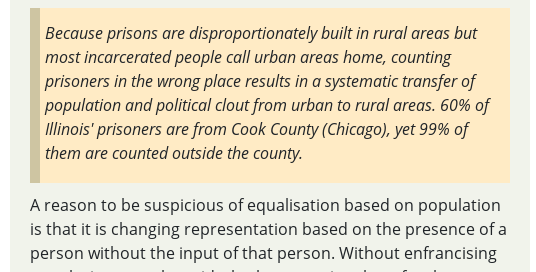 Because prisons are disproportionately built in rural areas but
most incarcerated people call urban areas home, counting
prisoners in the wrong place results in a systematic transfer of
population and political clout from urban to rural areas. 60% of
Illinois' prisoners are from Cook County (Chicago), yet 99% of
them are counted outside the county.
A reason to be suspicious of equalisation based on population
is that it is changing representation based on the presence of a
person without the input of that person. Without enfrancising